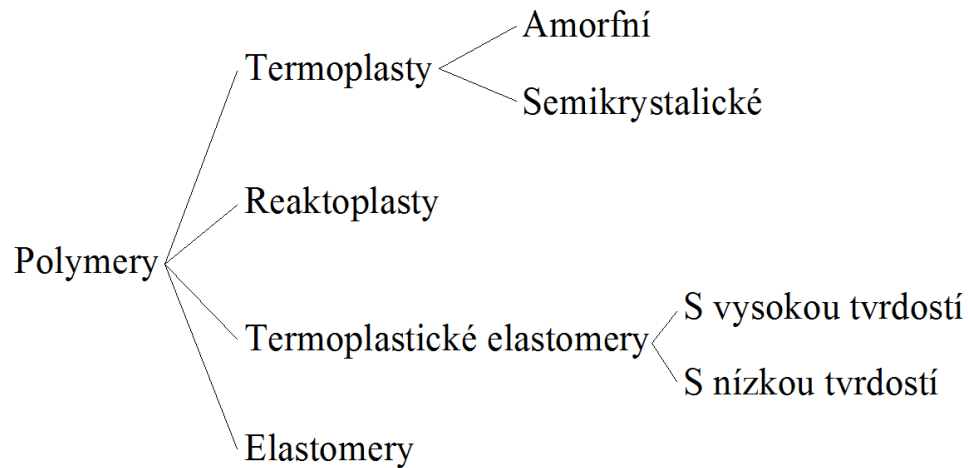 Polymery
Termoplasty
Amorfní
Semikrystalické
Reaktoplasty
Termoplastické elastomery
S vysokou tvrdostí
S nízkou tvrdostí
Elastomery